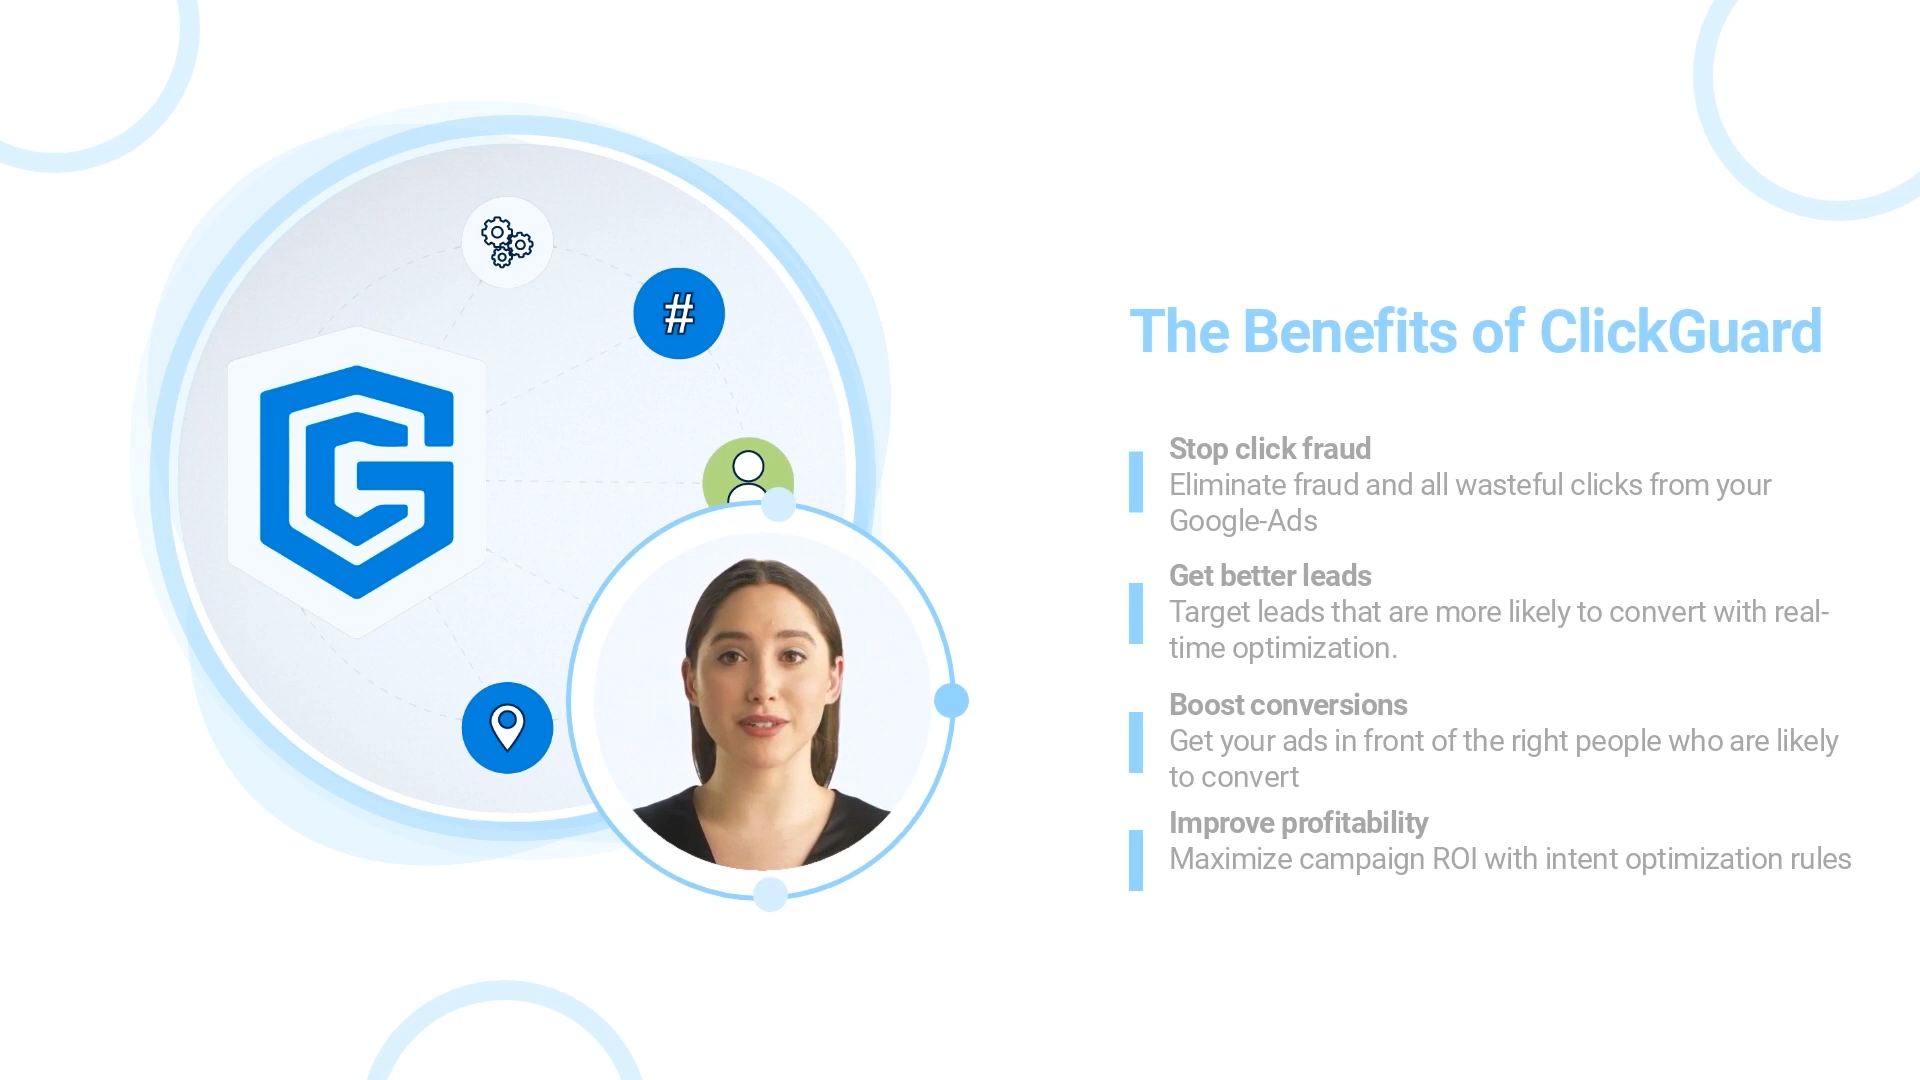 #
The Benefits of ClickGuard
Stop click fraud
Eliminate fraud and all wasteful clicks from your
Google-Ads
Get better leads
Target leads that are more likely to convert with real-
time optimization.
Boost conversions
Get your ads in front of the right people who are likely
to convert
Improve profitability
Maximize campaign ROI with intent optimization rules